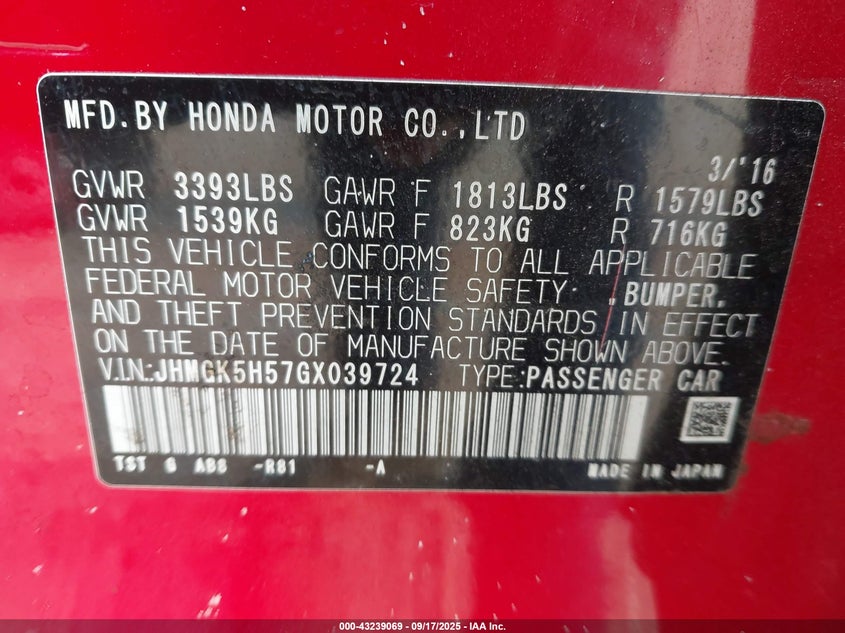 MFD.BY HONDA MOTOR CO.,LTD
3/'16
GVWR 3393LBS GAWR F 1813LBS R 1579LBS
GVWR 1539KG GAWR F 823KG R 716KG
THIS VEHICLE CONFORMS TO ALL APPLICABLE
FEDERAL MOTOR VEHICLE SAFETY, BUMPER,
AND THEFT PREVENTION STANDARDS IN EFFECT
ON THE DATE OF MANUFACTURE SHOWN ABOVE.
V.I.N:JHMGK5H57GX039724 TYPE:PASSENGER CAR
TST G AB8 -R81 -A MADE IN JAPAN
000-43239069 - 09/17/2025 - IAA Inc.